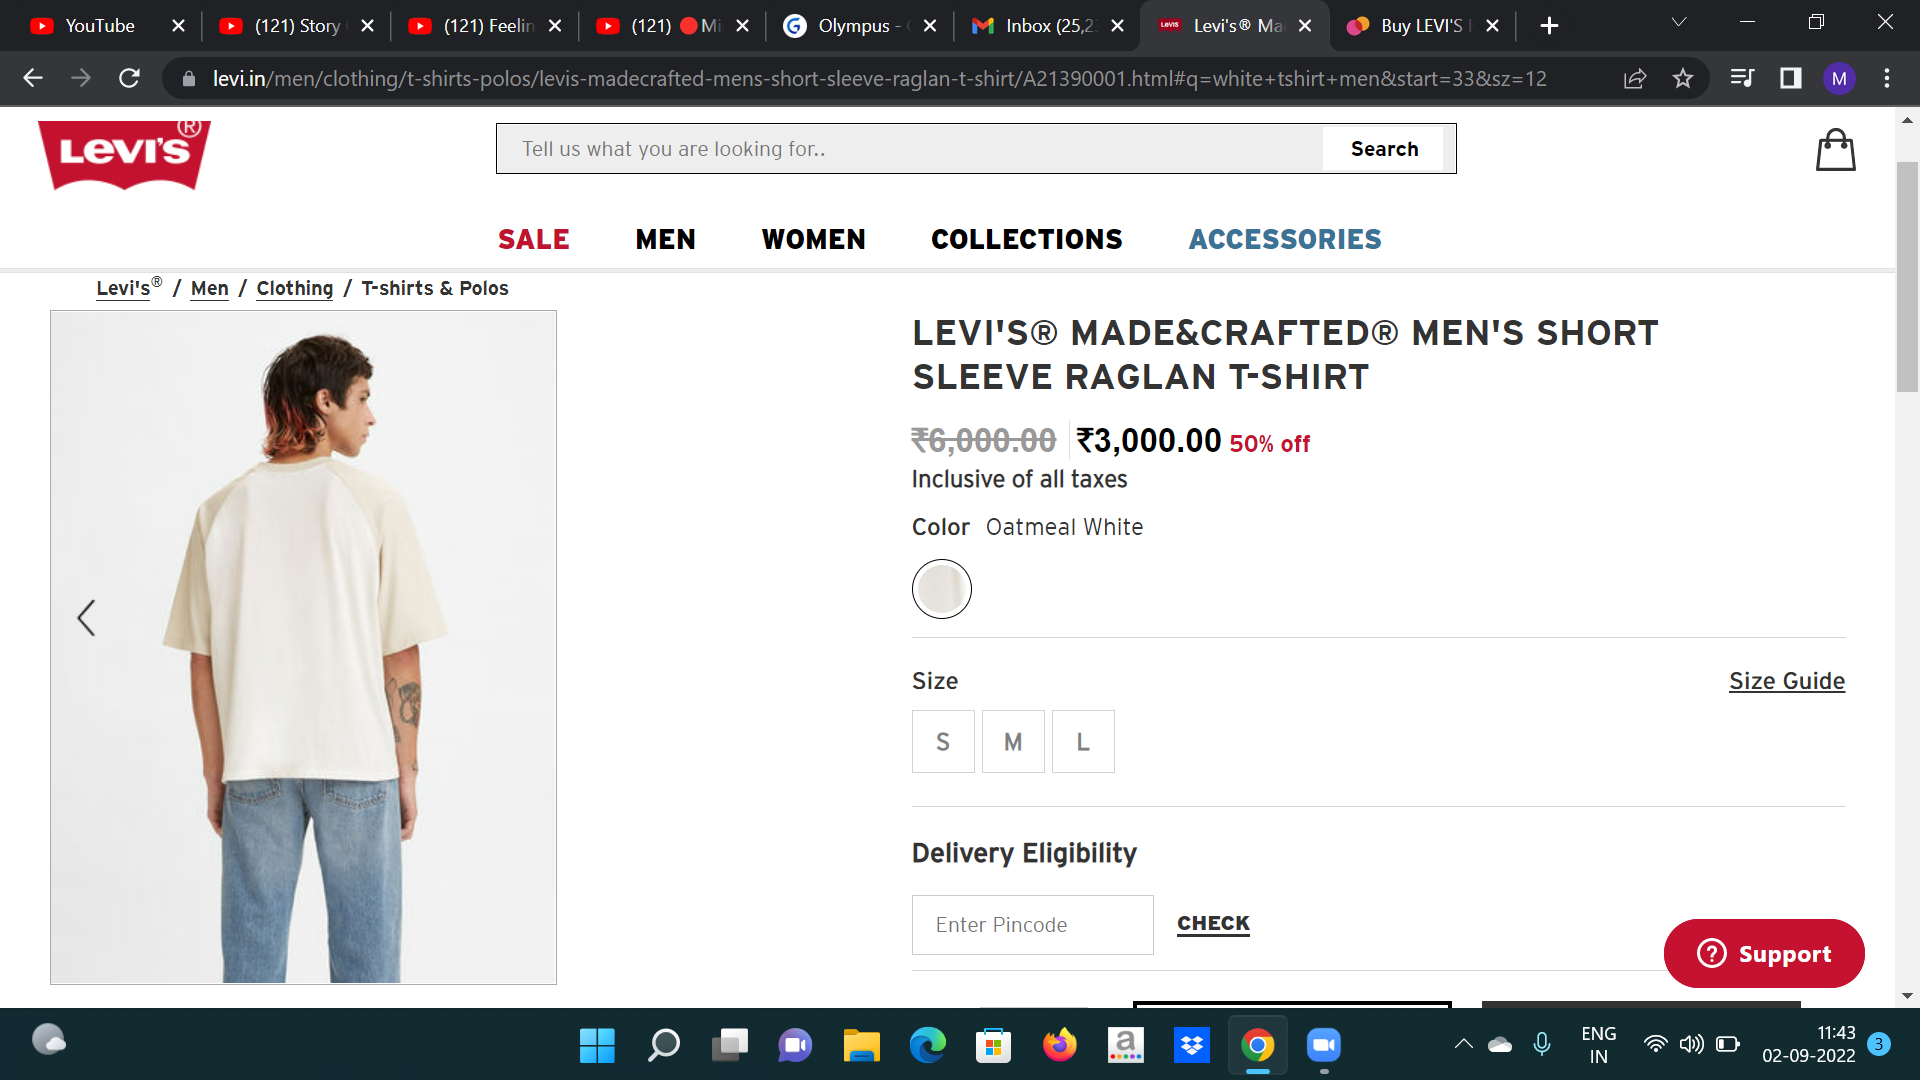 YouTube
(121) Story
(121) Feelin
(121) Mi
Olympus -
Inbox (25,2
Levi's® Ma
Buy LEVI'S
levi.in/men/clothing/t-shirts-polos/levis-madecrafted-mens-short-sleeve-raglan-t-shirt/A21390001.html#q=white+tshirt+men&start=33&sz=12
M
LEVI'S ®
Tell us what you are looking for..
Search
SALE
MEN
WOMEN
COLLECTIONS
ACCESSORIES
Levi's® / Men / Clothing / T-shirts & Polos
LEVI'S® MADE&CRAFTED® MEN'S SHORT
SLEEVE RAGLAN T-SHIRT
₹6,000.00 ₹3,000.00 50% off
Inclusive of all taxes
Color Oatmeal White
Size
Size Guide
S
M
L
Delivery Eligibility
Enter Pincode
CHECK
Support
ENG
IN
11:43
02-09-2022
3